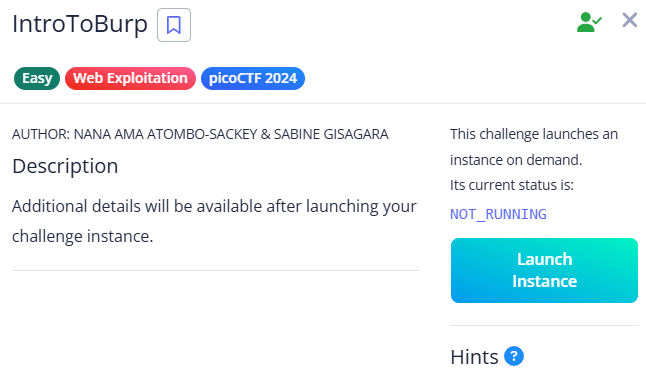 IntroToBurp
Easy
Web Exploitation
picoCTF 2024
AUTHOR: NANA AMA ATOMBO-SACKEY & SABINE GISAGARA
Description
Additional details will be available after launching your
challenge instance.
This challenge launches an
instance on demand.
Its current status is:
NOT_RUNNING
Launch
Instance
Hints ?